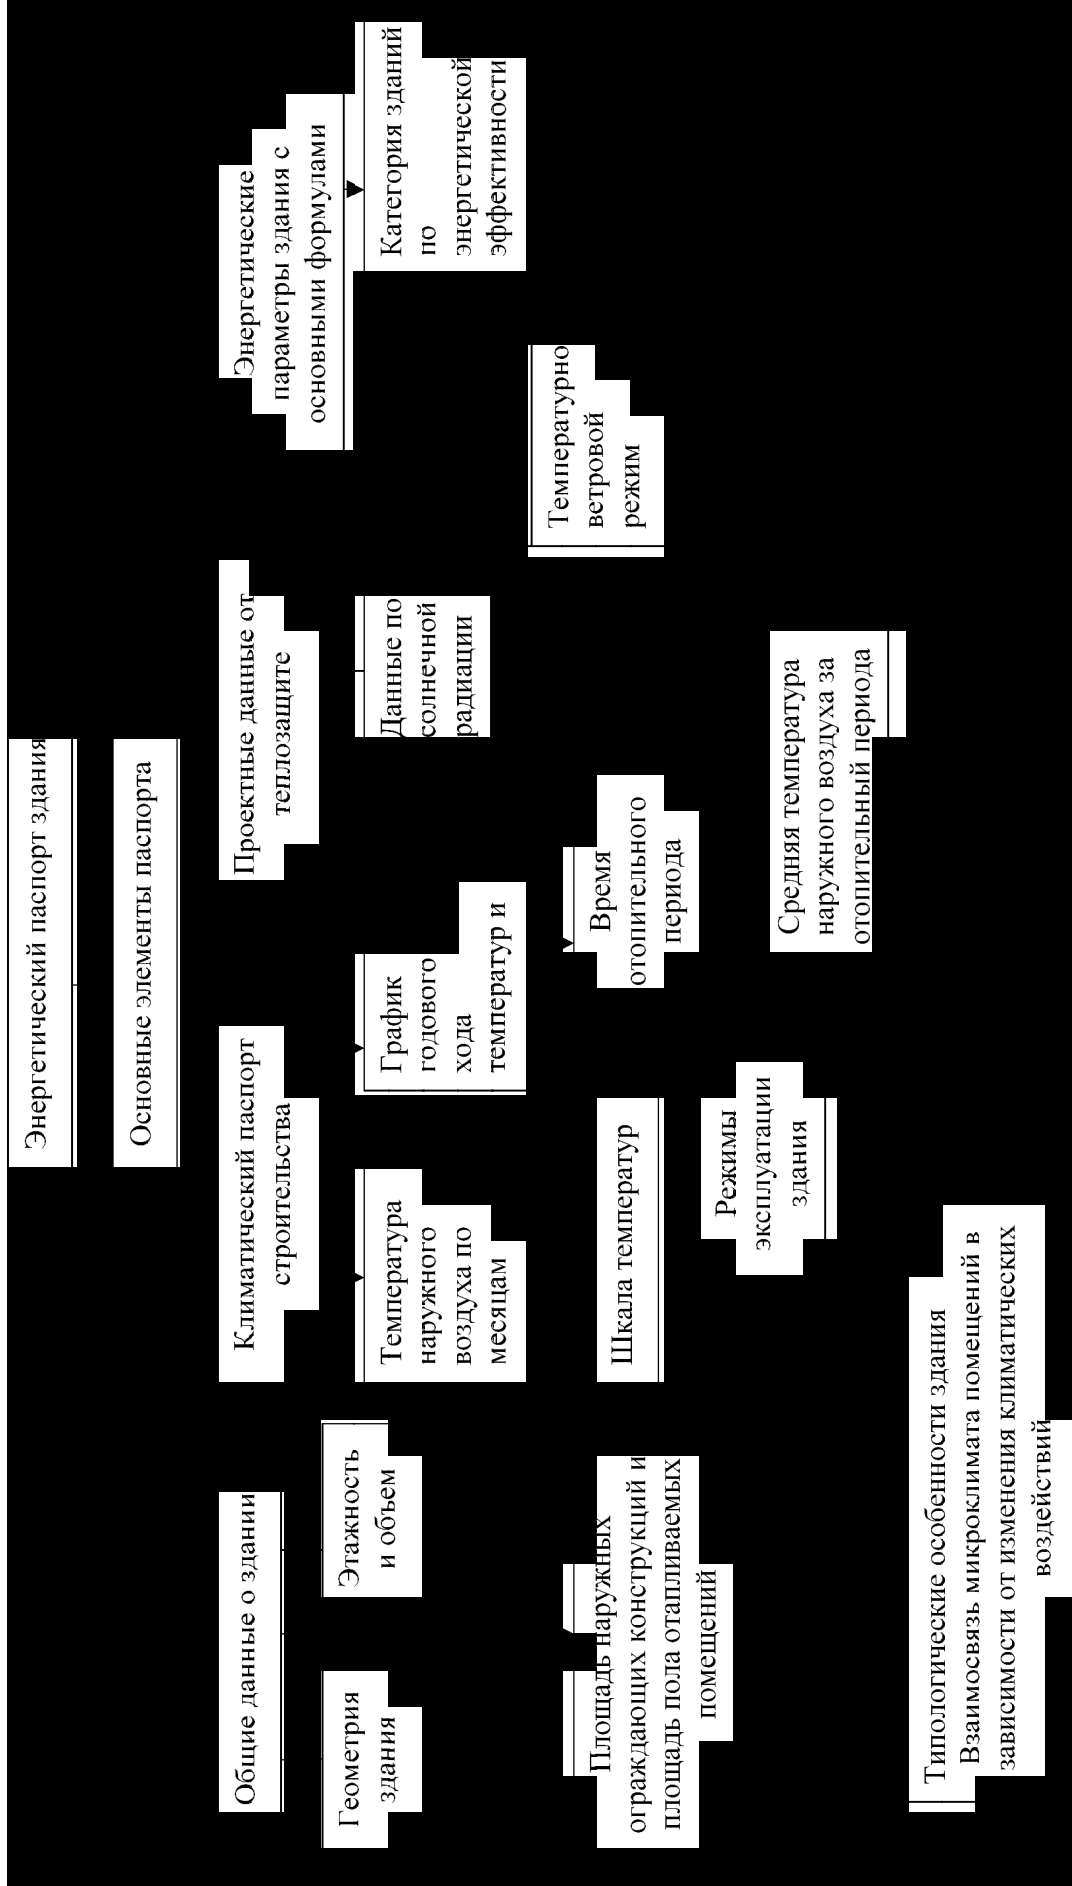 Энергетический паспорт здания
Основные элементы паспорта
Общие данные о здании
Климатический паспорт
строительства
Проектные данные от
теплозащите
Энергетические
параметры здания с
основными формулами
Геометрия
здания
Этажность
и объем
Температура
наружного
воздуха по
месяцам
График
годового
хода
температур и
Данные по
солнечной
радиации
Категория зданий
по
энергетической
эффективности
Площадь наружных
ограждающих конструкций и
площадь пола отапливаемых
помещений
Шкала температур
Время
отопительного
периода
Температурно
ветровой
режим
Режимы
эксплуатации
здания
Средняя температура
наружного воздуха за
отопительный периода
Типологические особенности здания
Взаимосвязь микроклимата помещений в
зависимости от изменения климатических
воздействий